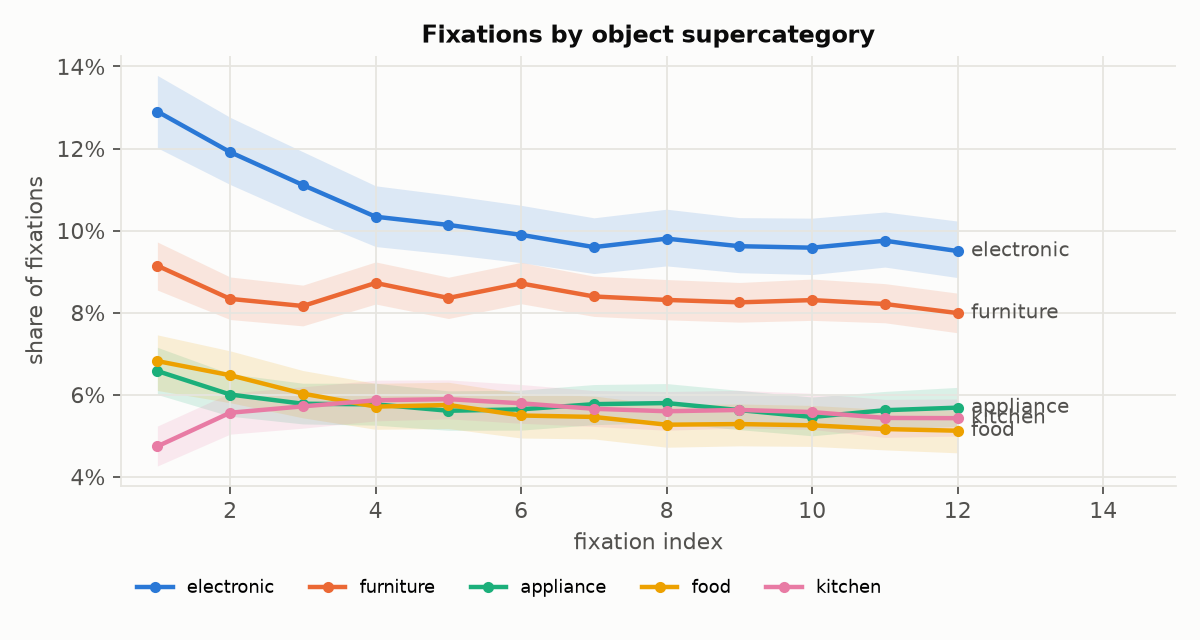 Fixations by object supercategory
14%
12%
10%
8%
6%
4%
share of fixations
electronic
furniture
appliance
kitchen
food
2 4 6 8 10 12 14
fixation index
electronic furniture appliance food kitchen